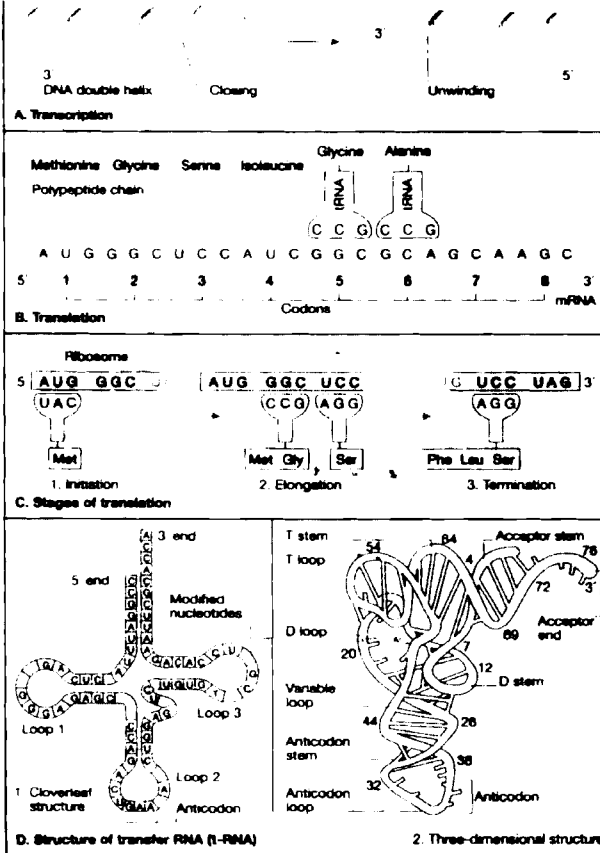 3'
3'
5'
DNA double helix Closing Unwinding
A. Transcription
Glycine Alanine
Methionine Glycine Serine Isoleucine
Polypeptide chain
tRNA tRNA
C C G C C G
A U G G G C U C C A U C G G C G C A G C A A G C
5' 1 2 3 4 5 6 7 8 3'
mRNA
Codons
B. Translation
Ribosome
5' AUG GGC AUG GGC UCC UCC UAG 3'
UAC CCG AGG AGG
Met Met Gly Ser Phe Leu Ser
1. Initiation 2. Elongation 3. Termination
C. Stages of translation
3 end
5 end
Modified
nucleotides
Loop 1
Loop 3
Loop 2
1 Cloverleaf
structure
Anticodon
D. Structure of transfer RNA (t-RNA)
T stem 64 Acceptor stem
54 4 76
T loop
72 3'
Acceptor
end
69
D loop
20 7
12
D stem
Variable
loop
44 26
Anticodon
stem
38
32
Anticodon
loop
Anticodon
2. Three-dimensional structure